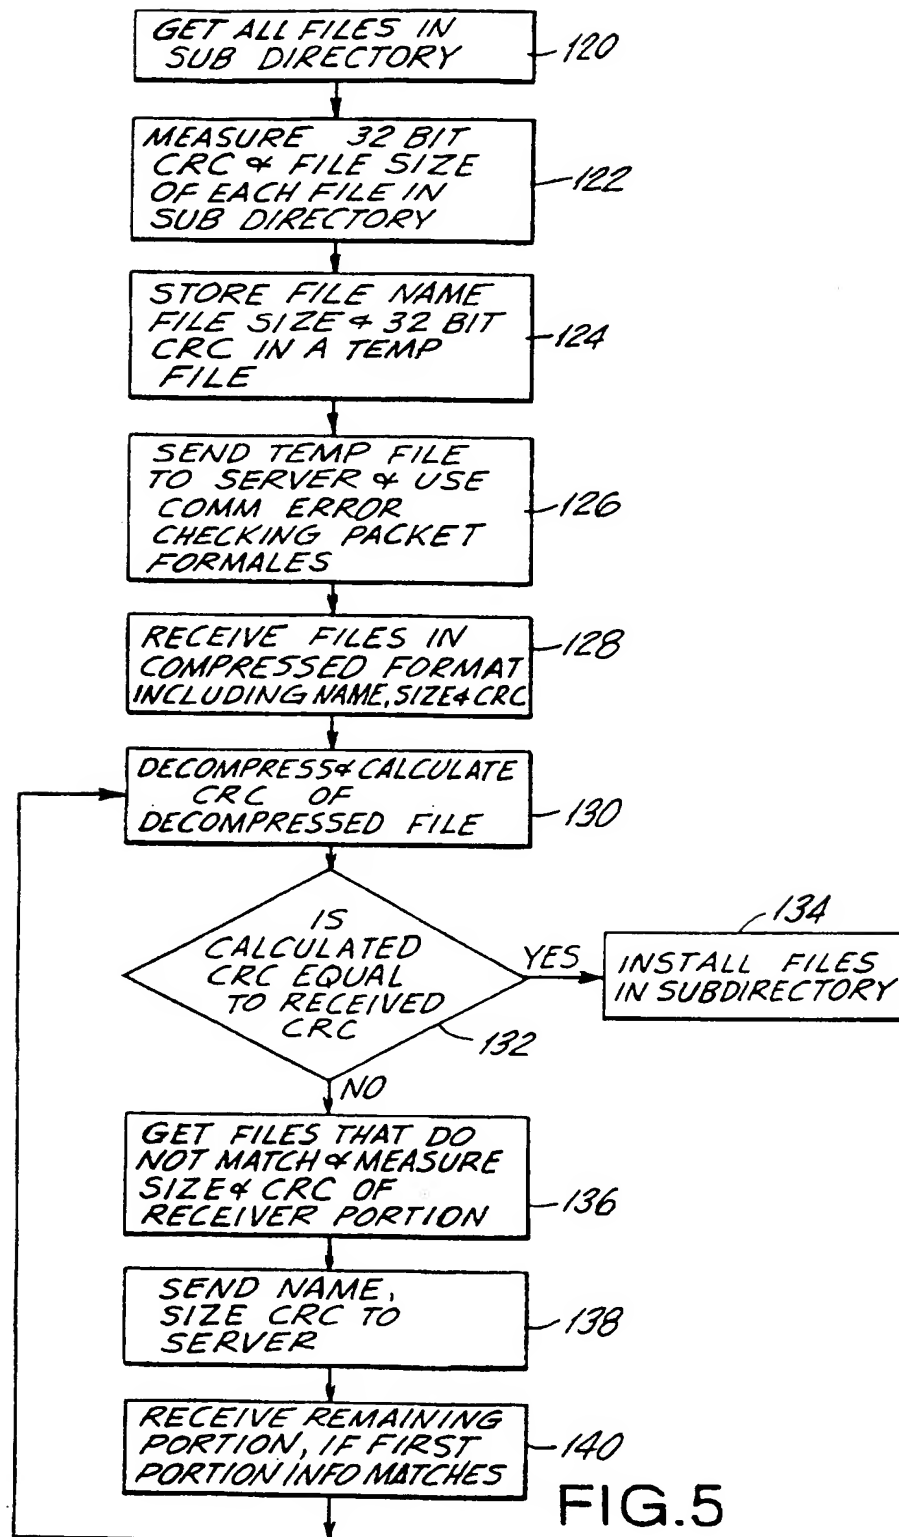 GET ALL FILES IN
SUB DIRECTORY
120
MEASURE 32 BIT
CRC & FILE SIZE
OF EACH FILE IN
SUB DIRECTORY
122
STORE FILE NAME
FILE SIZE & 32 BIT
CRC IN A TEMP
FILE
124
SEND TEMP FILE
TO SERVER & USE
COMM ERROR
CHECKING PACKET
FORMALES
126
RECEIVE FILES IN
COMPRESSED FORMAT
INCLUDING NAME, SIZE & CRC
128
DECOMPRESS & CALCULATE
CRC OF
DECOMPRESSED FILE
130
IS
CALCULATED
CRC EQUAL
TO RECEIVED
CRC
132
YES
134
INSTALL FILES
IN SUBDIRECTORY
NO
GET FILES THAT DO
NOT MATCH & MEASURE
SIZE & CRC OF
RECEIVER PORTION
136
SEND NAME,
SIZE CRC TO
SERVER
138
RECEIVE REMAINING
PORTION, IF FIRST
PORTION INFO MATCHES
140
FIG.5